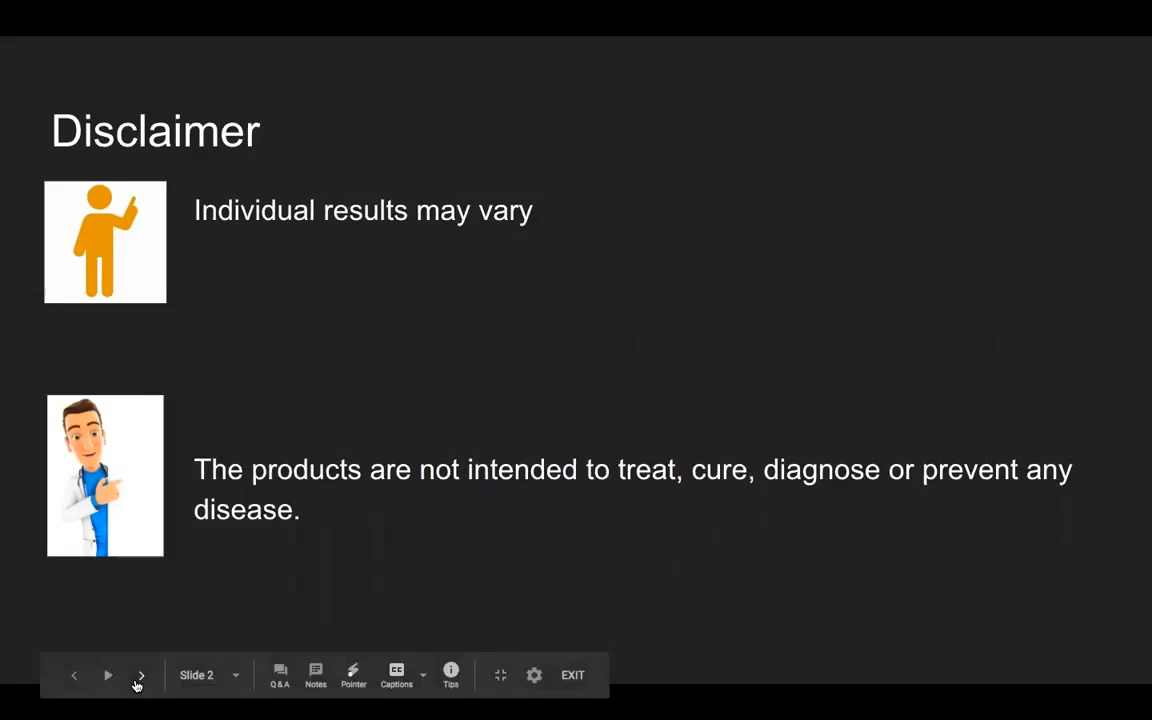 Disclaimer
Individual results may vary
The products are not intended to treat, cure, diagnose or prevent any
disease.
Slide 2
Q&A
Notes
Pointer
CC
Captions
Tips
EXIT